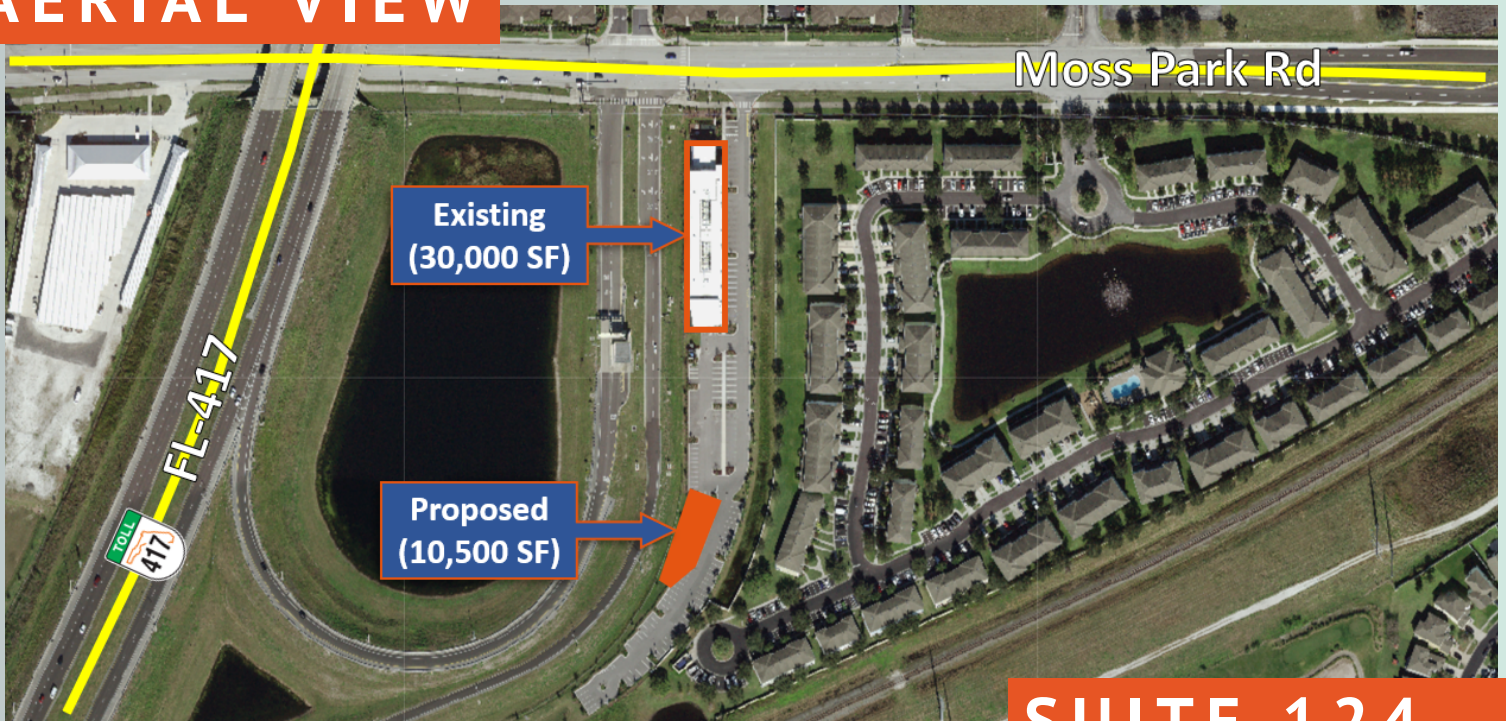 AERIAL VIEW
Moss Park Rd
Existing
(30,000 SF)
FL-417
Proposed
(10,500 SF)
TOLL
417
SUITE 124